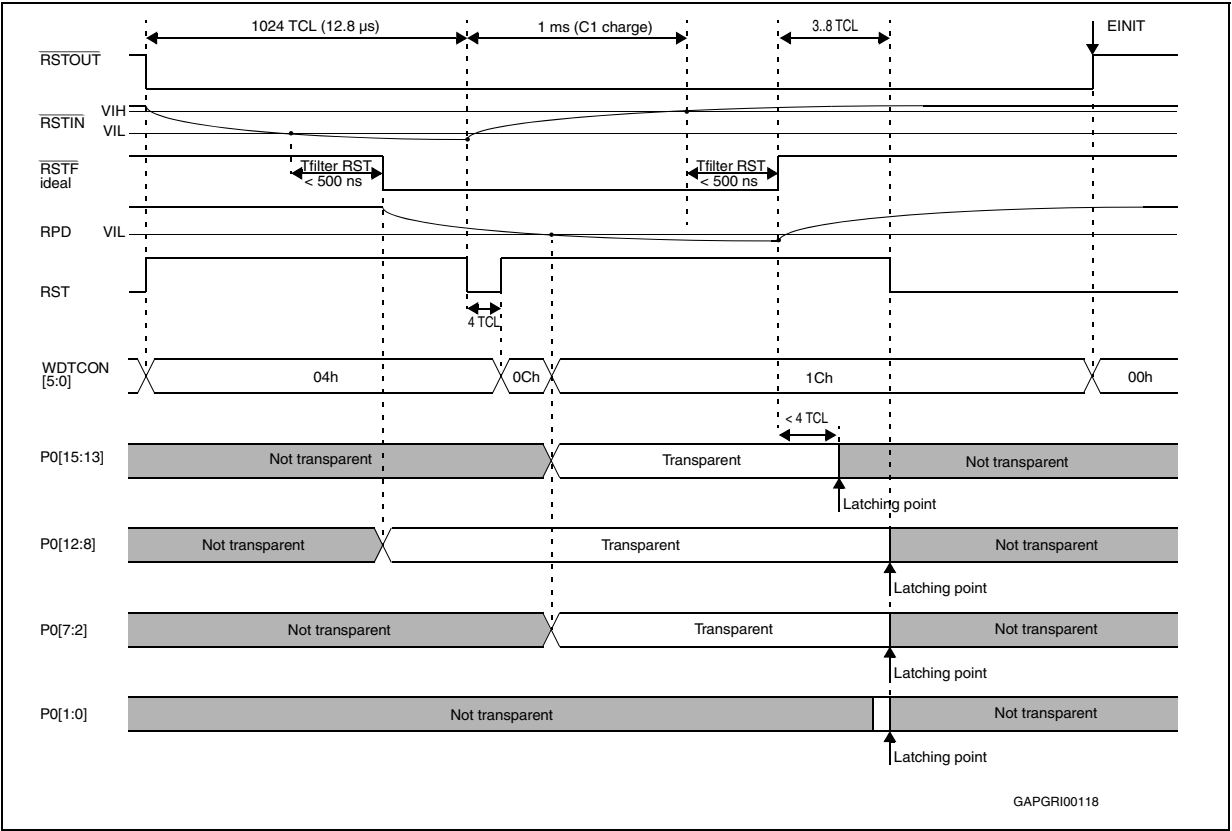 1024 TCL (12.8 µs)
1 ms (C1 charge)
3..8 TCL
EINIT
RSTOUT
RSTIN
VIH
VIL
RSTF
ideal
Tfilter RST
< 500 ns
Tfilter RST
< 500 ns
RPD
VIL
RST
4 TCL
WDTCON
[5:0]
04h
0Ch
1Ch
00h
< 4 TCL
P0[15:13]
Not transparent
Transparent
Not transparent
Latching point
P0[12:8]
Not transparent
Transparent
Not transparent
Latching point
P0[7:2]
Not transparent
Transparent
Not transparent
Latching point
P0[1:0]
Not transparent
Not transparent
Latching point
GAPGRI00118